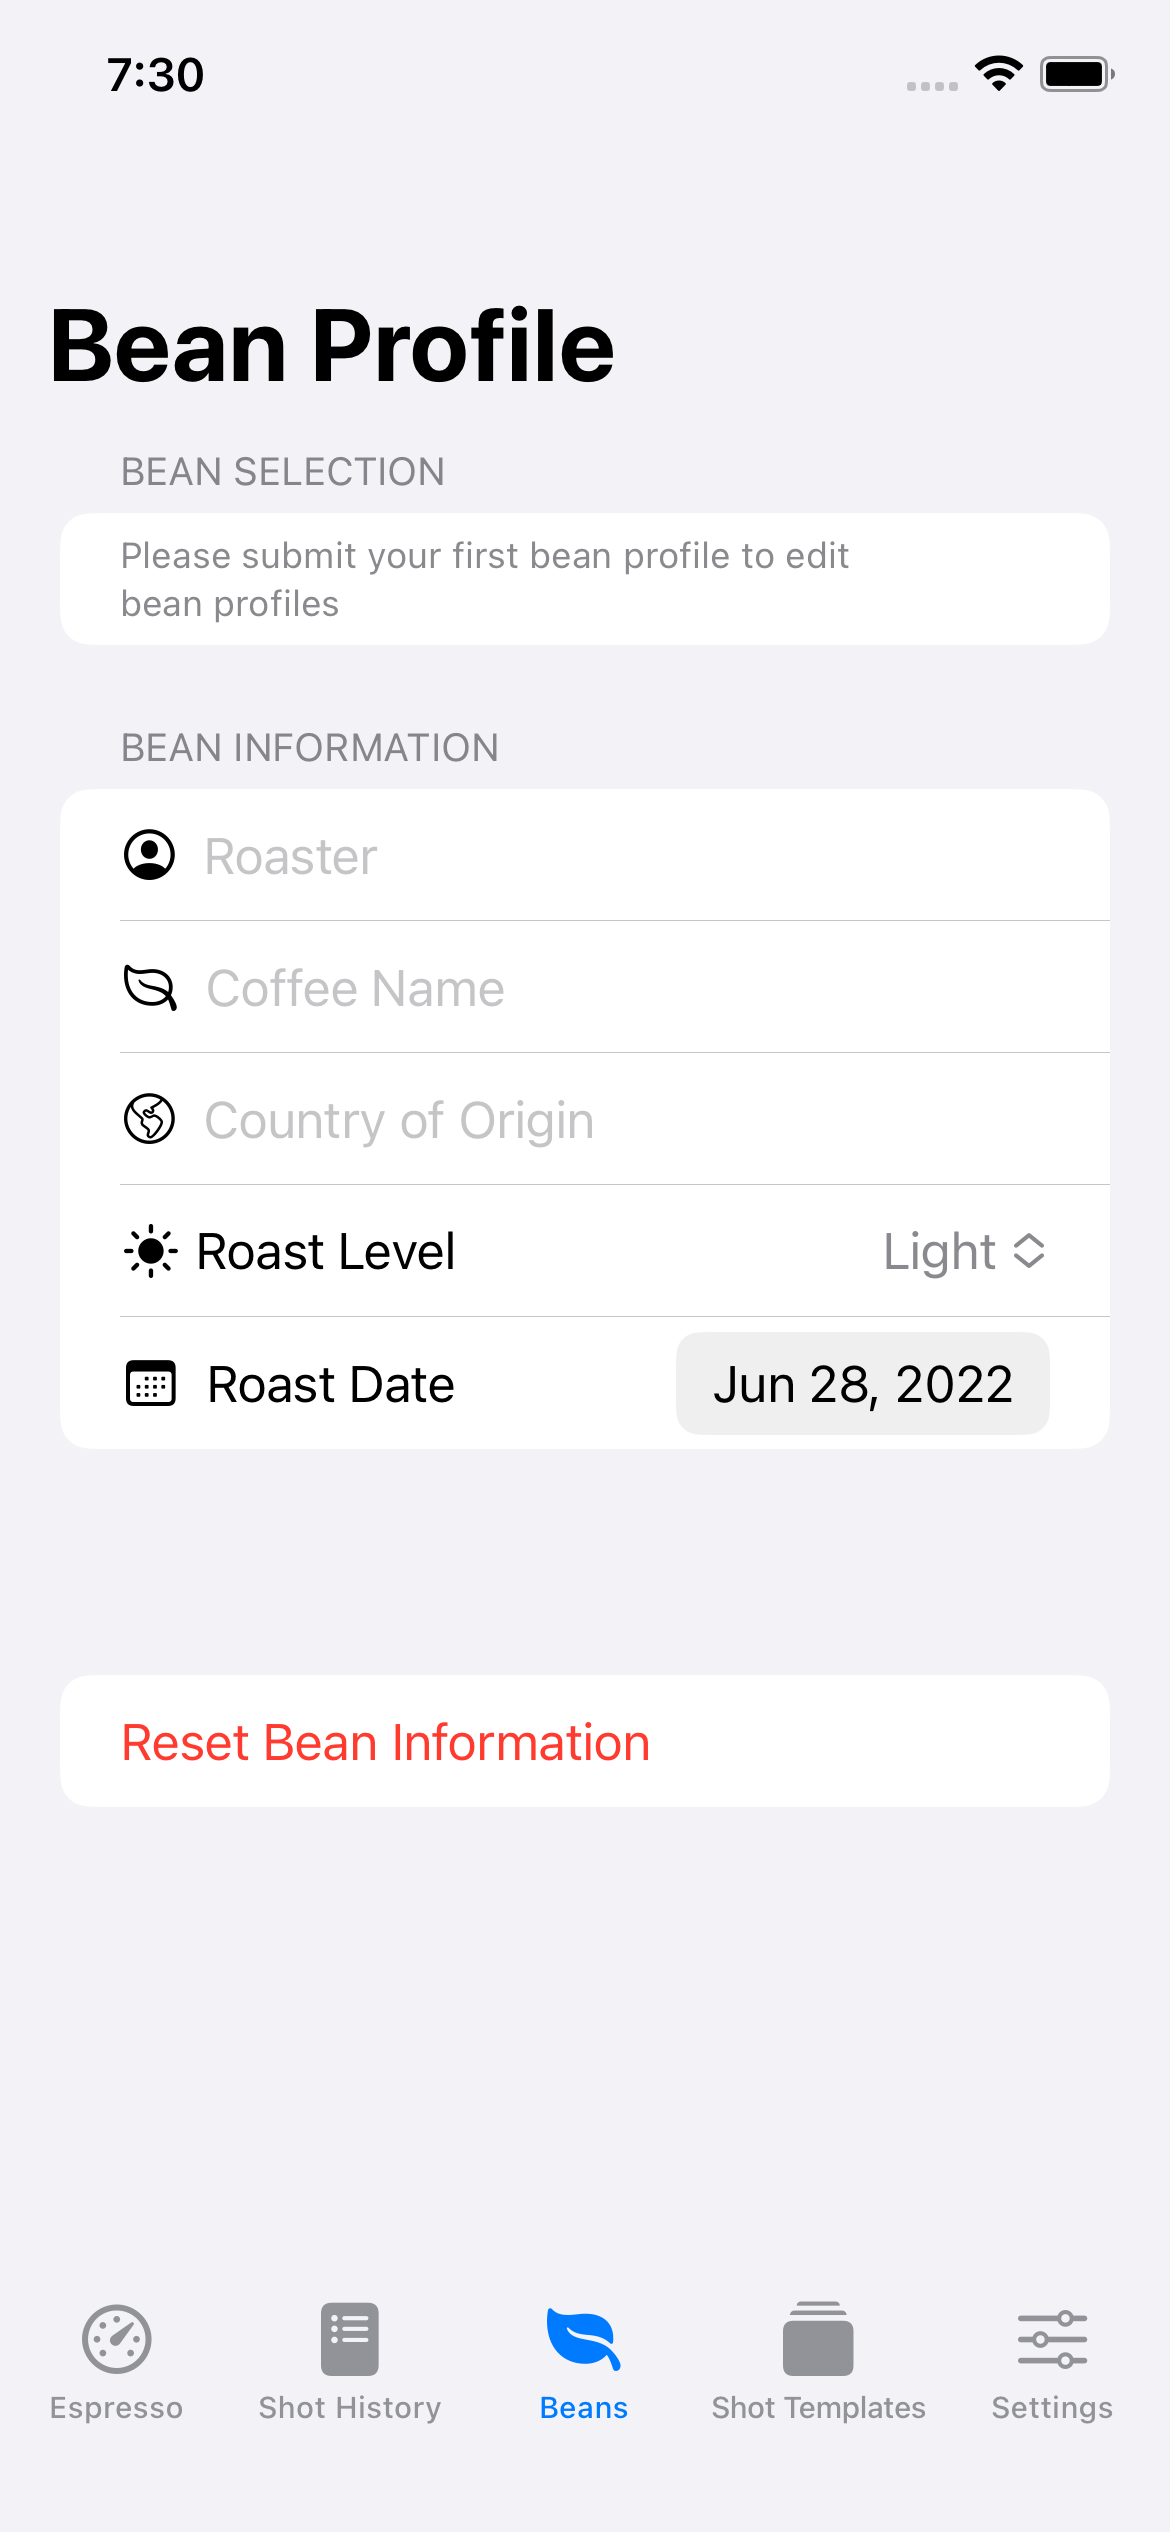 7:30
Bean Profile
BEAN SELECTION
Please submit your first bean profile to edit
bean profiles
BEAN INFORMATION
Roaster
Coffee Name
Country of Origin
Roast Level
Light
Roast Date
Jun 28, 2022
Reset Bean Information
Espresso
Shot History
Beans
Shot Templates
Settings